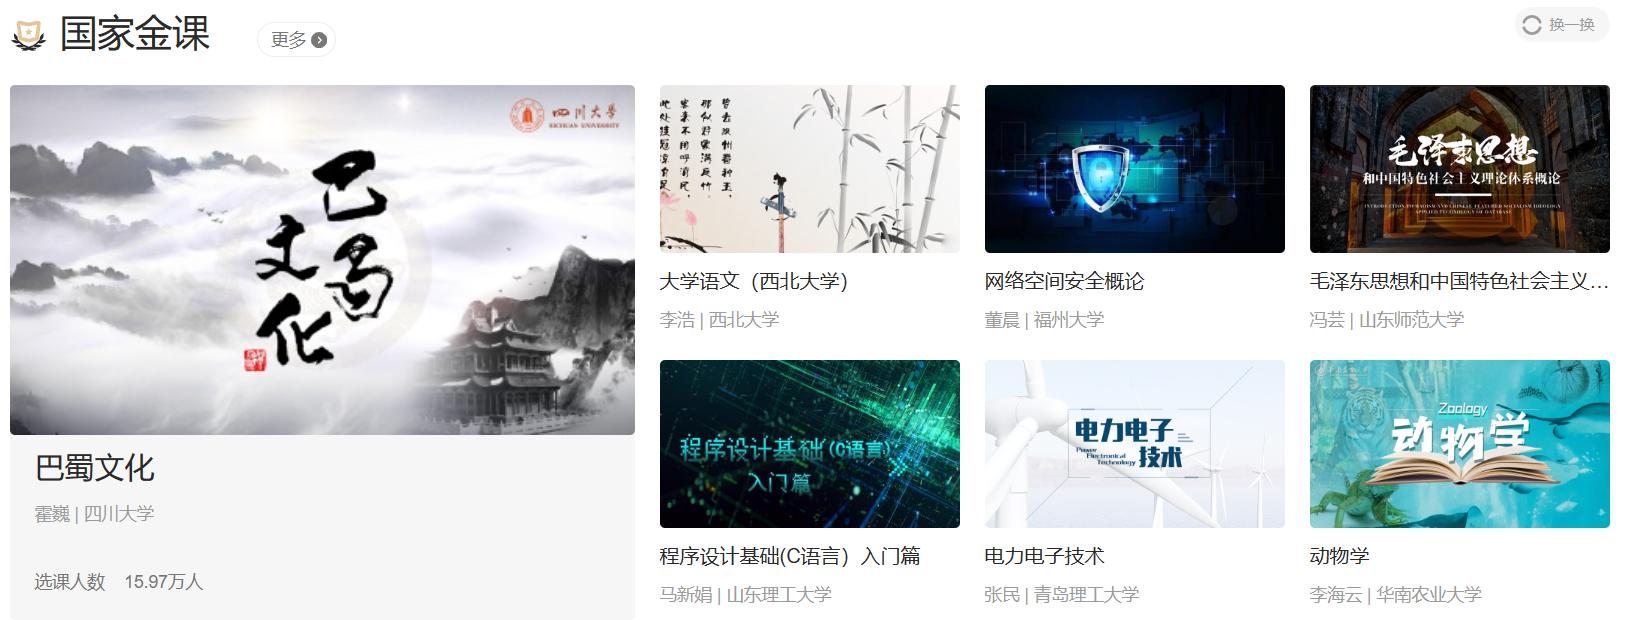 国家金课
更多
换一换
四川大学
SICHUAN UNIVERSITY
巴蜀
文化
巴蜀文化
霍巍 | 四川大学
选课人数 15.97万人
大学语文（西北大学）
李浩 | 西北大学
网络空间安全概论
董晨 | 福州大学
毛泽东思想
和中国特色社会主义理论体系概论
毛泽东思想和中国特色社会主义...
冯芸 | 山东师范大学
程序设计基础(C语言)
入门篇
程序设计基础(C语言）入门篇
马新娟 | 山东理工大学
电力电子
Power
Electronical
Technology
技术
电力电子技术
张民 | 青岛理工大学
Zoology
动物学
动物学
李海云 | 华南农业大学